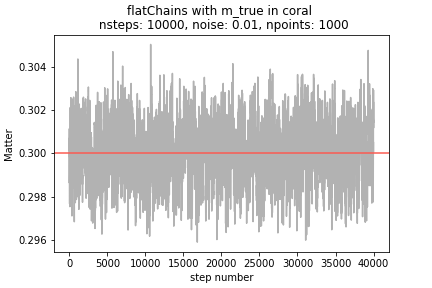 flatChains with m_true in coral
nsteps: 10000, noise: 0.01, npoints: 1000
0.304
0.302
0.300
0.298
0.296
Matter
0 5000 10000 15000 20000 25000 30000 35000 40000
step number